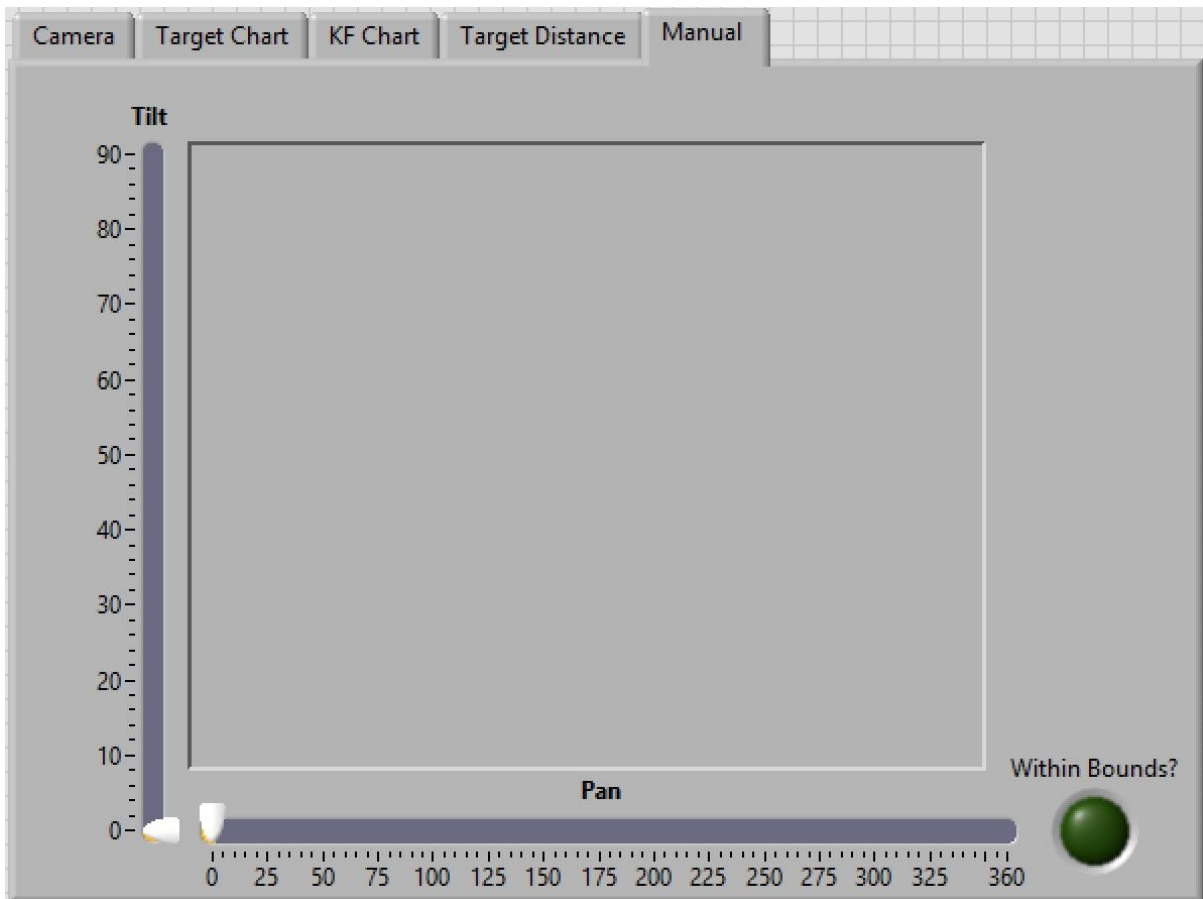 Camera Target Chart KF Chart Target Distance Manual
Tilt
90
80
70
60
50
40
30
20
10
0
Within Bounds?
Pan
0 25 50 75 100 125 150 175 200 225 250 275 300 325 360